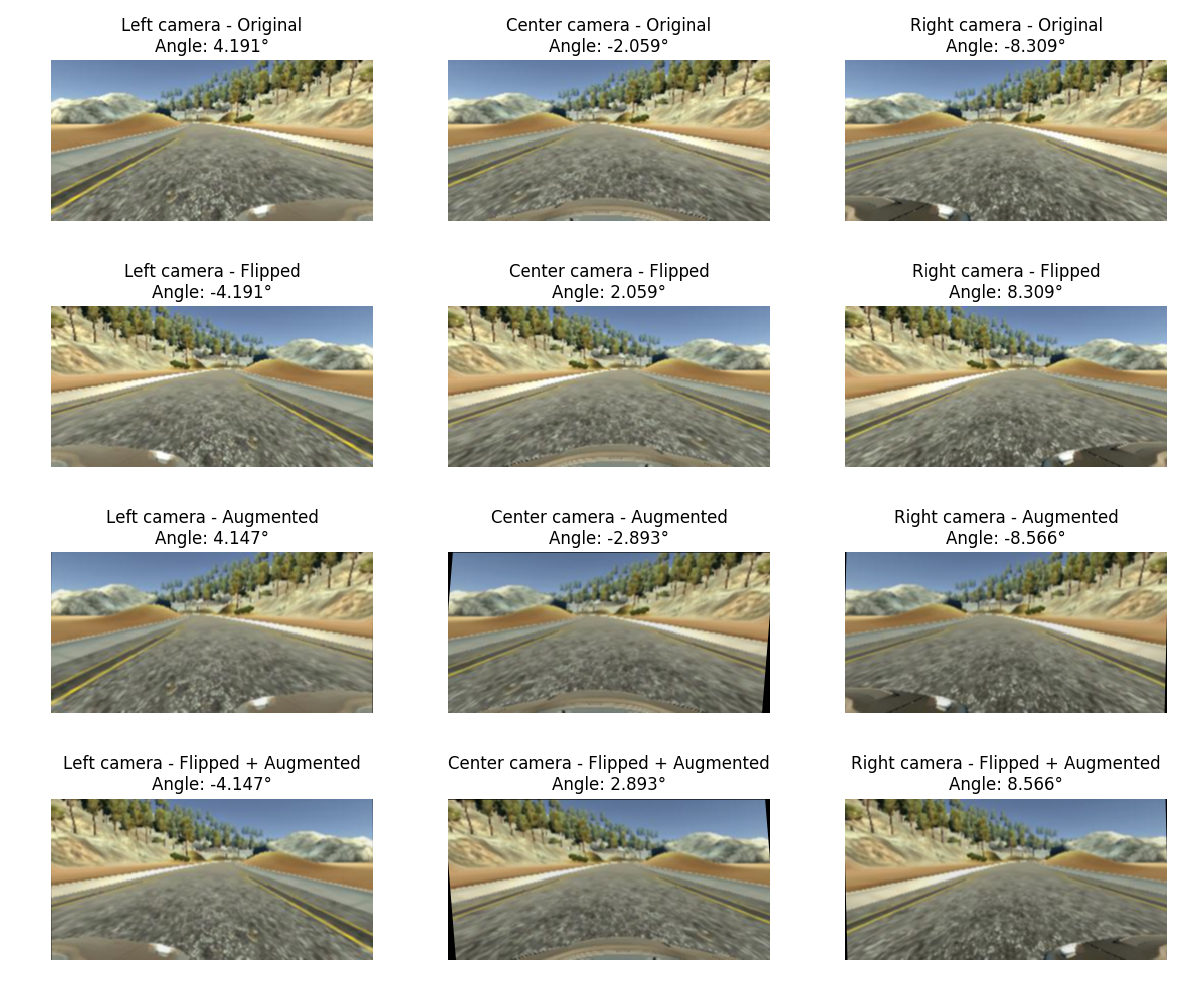 Left camera - Original
Angle: 4.191°
Center camera - Original
Angle: -2.059°
Right camera - Original
Angle: -8.309°
Left camera - Flipped
Angle: -4.191°
Center camera - Flipped
Angle: 2.059°
Right camera - Flipped
Angle: 8.309°
Left camera - Augmented
Angle: 4.147°
Center camera - Augmented
Angle: -2.893°
Right camera - Augmented
Angle: -8.566°
Left camera - Flipped + Augmented
Angle: -4.147°
Center camera - Flipped + Augmented
Angle: 2.893°
Right camera - Flipped + Augmented
Angle: 8.566°